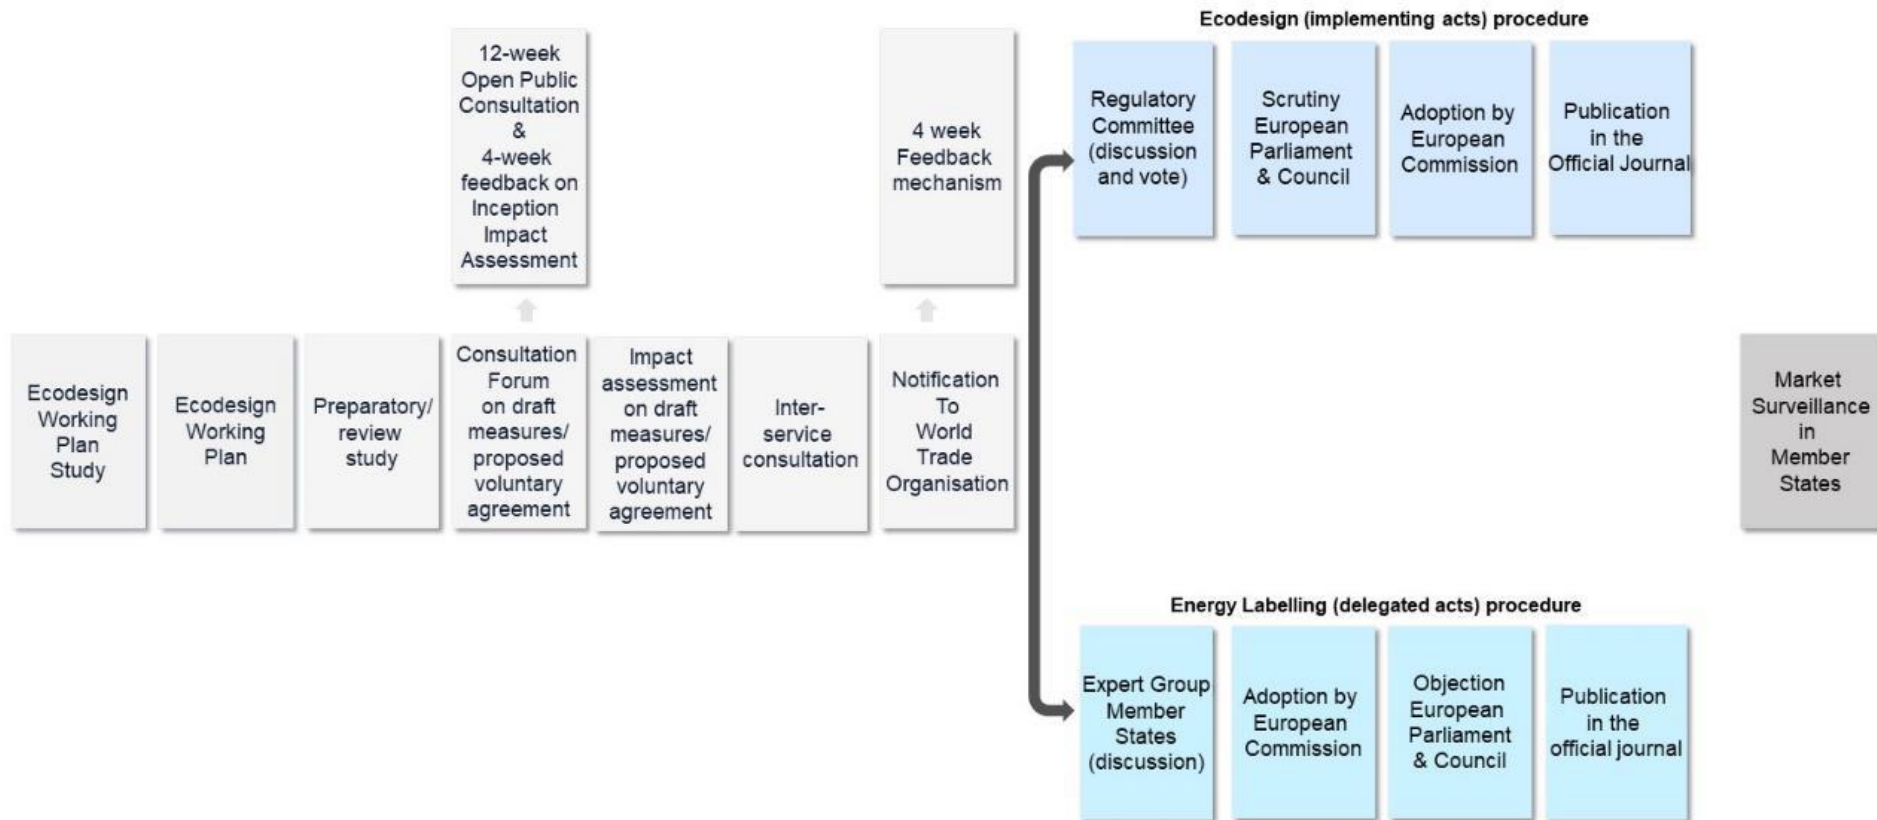 Ecodesign (implementing acts) procedure
12-week
Open Public
Consultation
&
4-week
feedback on
Inception
Impact
Assessment
4 week
Feedback
mechanism
Regulatory
Committee
(discussion
and vote)
Scrutiny
European
Parliament
& Council
Adoption by
European
Commission
Publication
in the
Official Journal
Ecodesign
Working
Plan
Study
Ecodesign
Working
Plan
Preparatory/
review
study
Consultation
Forum
on draft
measures/
proposed
voluntary
agreement
Impact
assessment
on draft
measures/
proposed
voluntary
agreement
Inter-
service
consultation
Notification
To
World
Trade
Organisation
Market
Surveillance
in
Member
States
Energy Labelling (delegated acts) procedure
Expert Group
Member
States
(discussion)
Adoption by
European
Commission
Objection
European
Parliament
& Council
Publication
in the
official journal